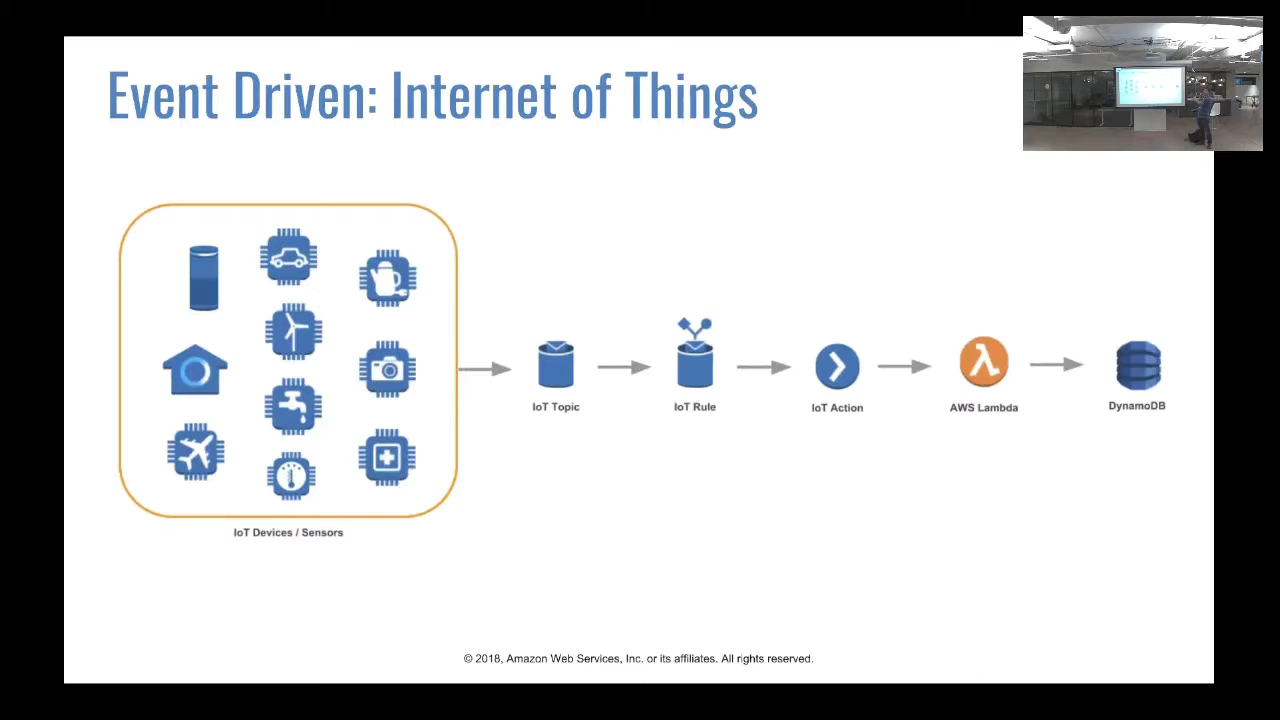 Event Driven: Internet of Things
IoT Topic
IoT Rule
IoT Action
AWS Lambda
DynamoDB
IoT Devices / Sensors
© 2018, Amazon Web Services, Inc. or its affiliates. All rights reserved.